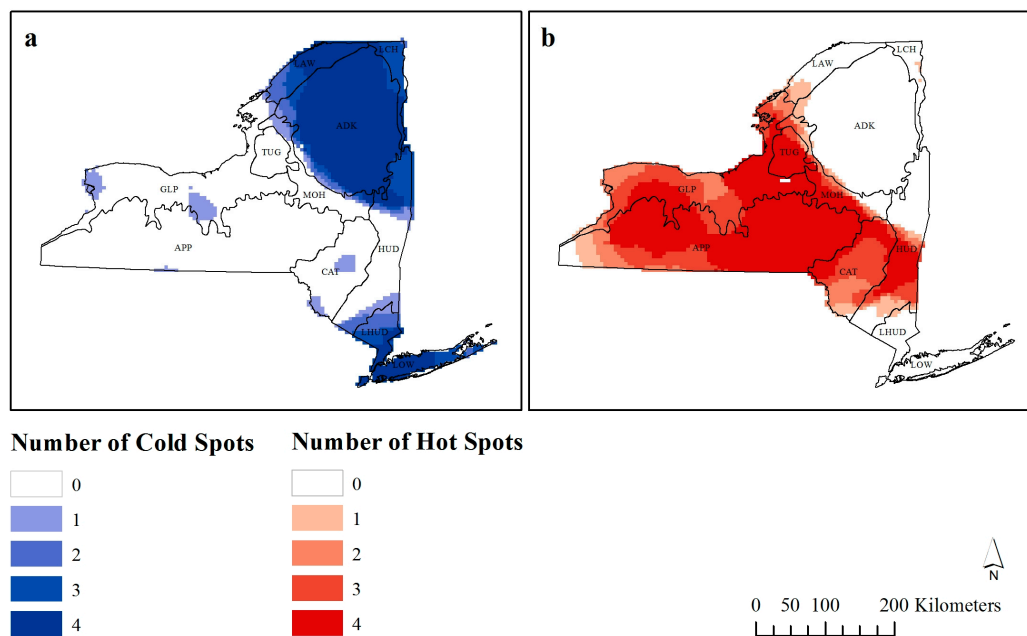 a
LAW
LCH
ADK
TUG
GLP
MOH
APP
HUD
CAT
LHUD
LOW
b
LAW
LCH
ADK
TUG
GLP
MOH
APP
HUD
CAT
LHUD
LOW
Number of Cold Spots
0
1
2
3
4
Number of Hot Spots
0
1
2
3
4
N
0 50 100 200 Kilometers